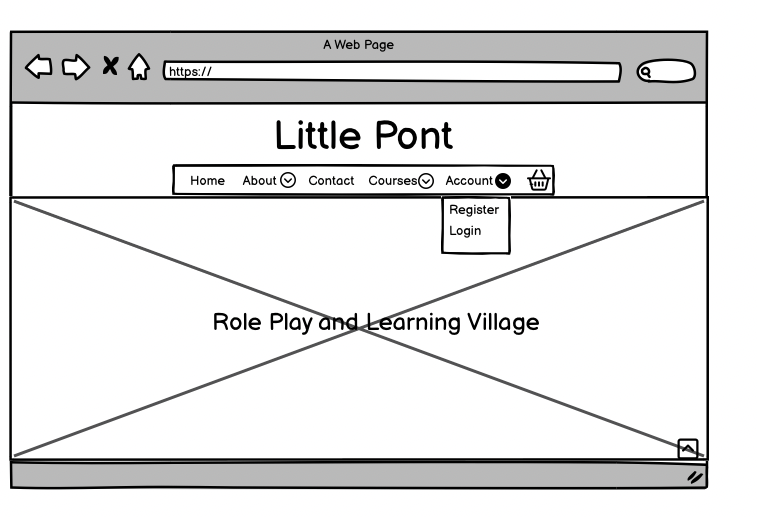 A Web Page
https://
Little Pont
Home About Contact Courses Account
Register
Login
Role Play and Learning Village